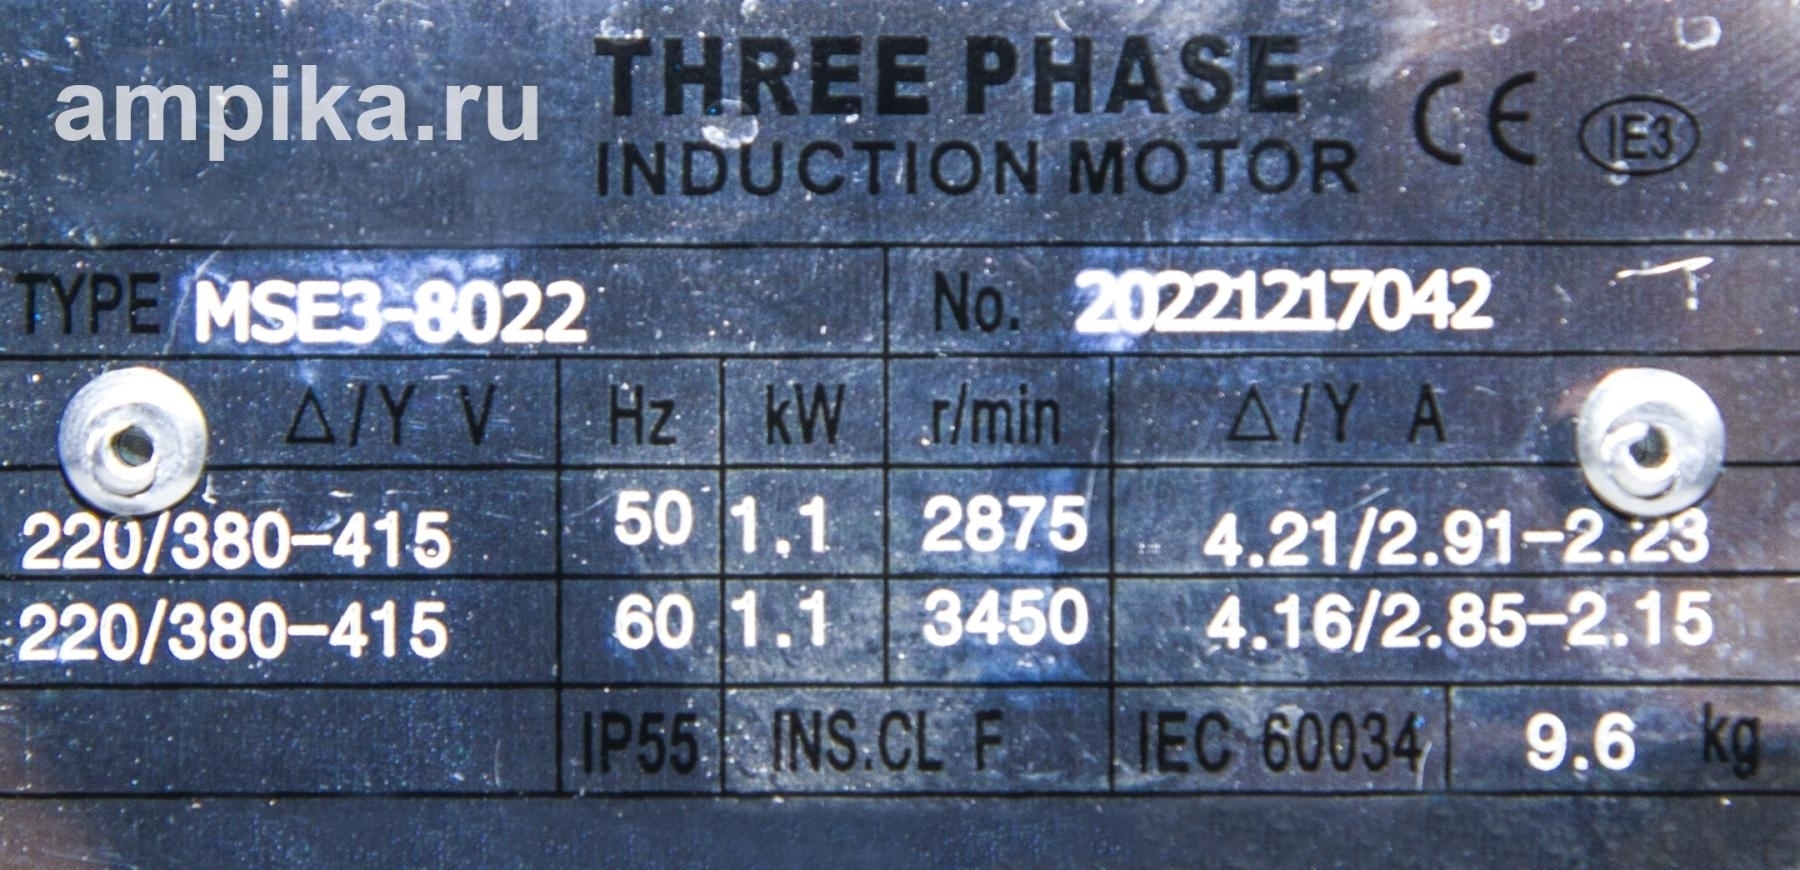 ampika.ru
THREE PHASE
INDUCTION MOTOR CE IE3
TYPE MSE3-8022 No. 20221217042
△/Y V Hz kW r/min △/Y A
220/380-415 50 1.1 2875 4.21/2.91-2.23
220/380-415 60 1.1 3450 4.16/2.85-2.15
IP55 INS.CL F IEC 60034 9.6 kg